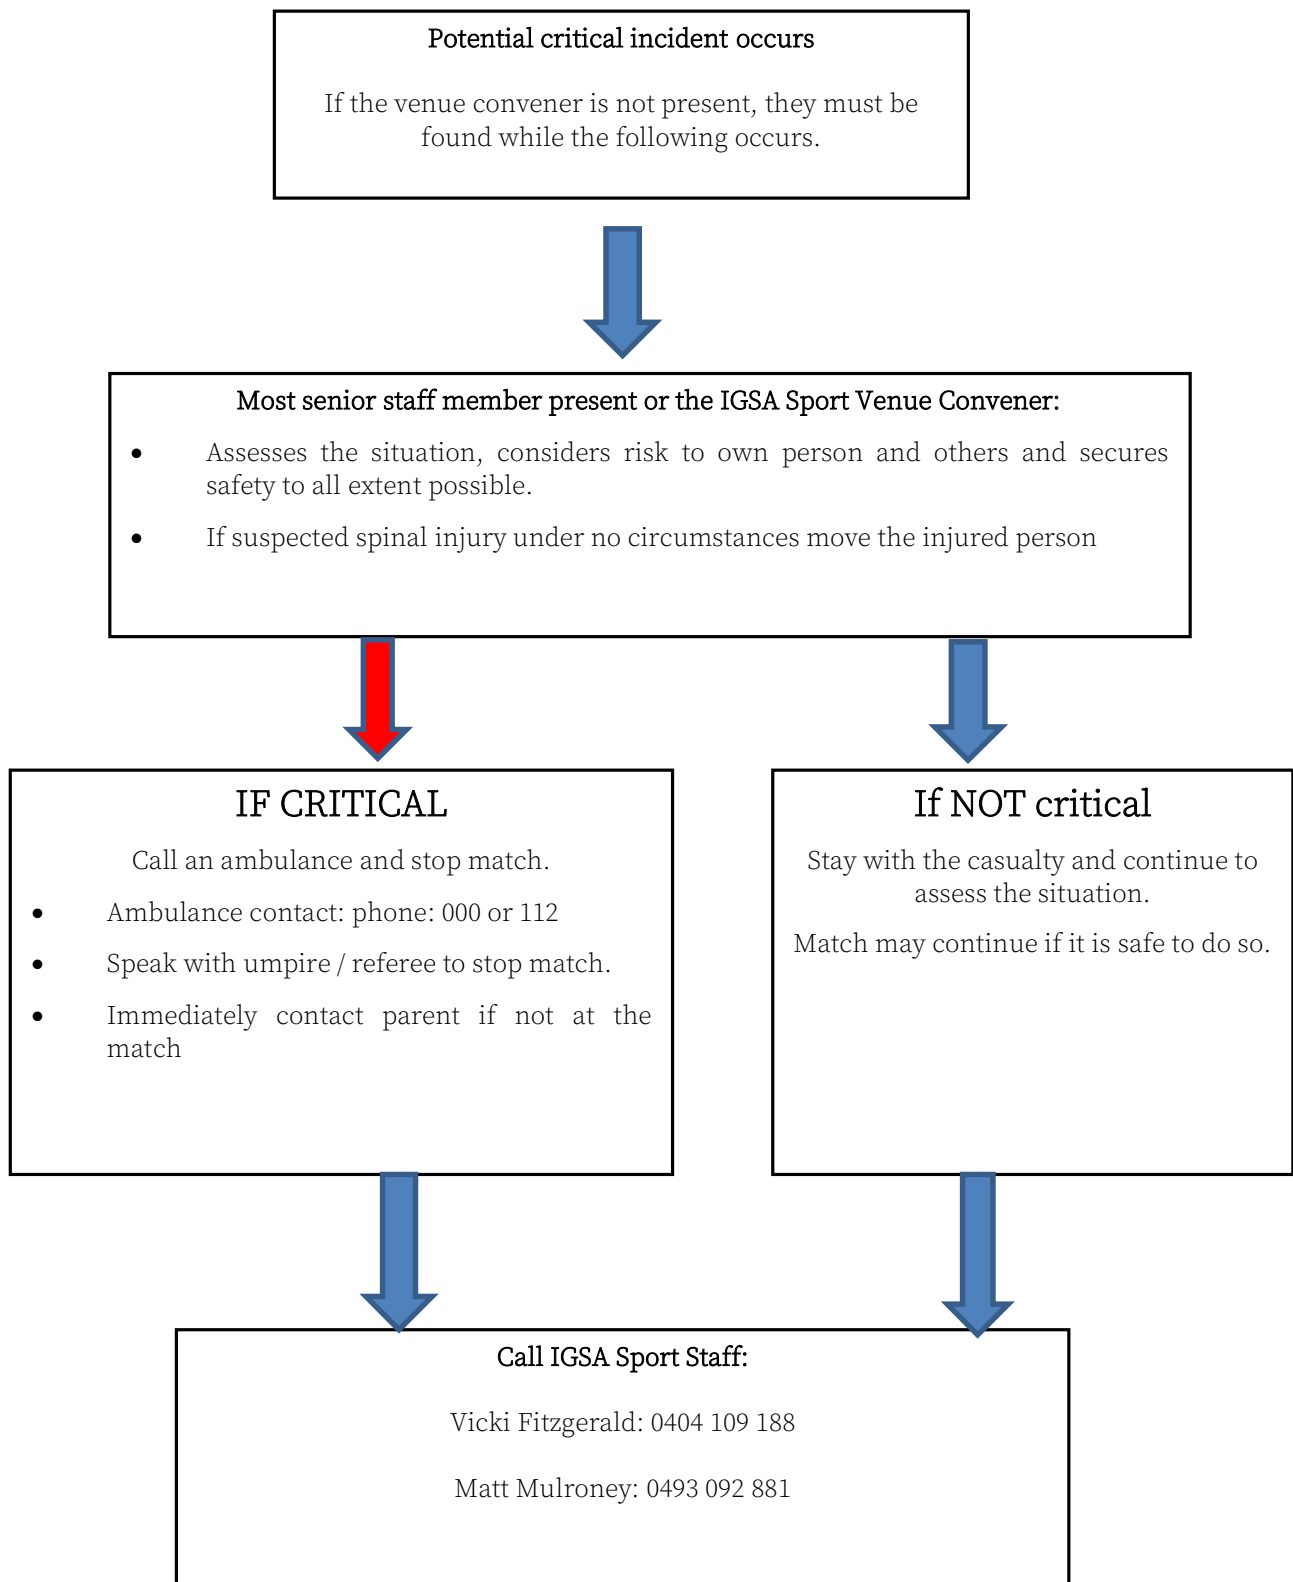 Potential critical incident occurs
If the venue convener is not present, they must be
found while the following occurs.
Most senior staff member present or the IGSA Sport Venue Convener:
• Assesses the situation, considers risk to own person and others and secures
safety to all extent possible.
• If suspected spinal injury under no circumstances move the injured person
IF CRITICAL
Call an ambulance and stop match.
• Ambulance contact: phone: 000 or 112
• Speak with umpire / referee to stop match.
• Immediately contact parent if not at the
match
If NOT critical
Stay with the casualty and continue to
assess the situation.
Match may continue if it is safe to do so.
Call IGSA Sport Staff:
Vicki Fitzgerald: 0404 109 188
Matt Mulroney: 0493 092 881